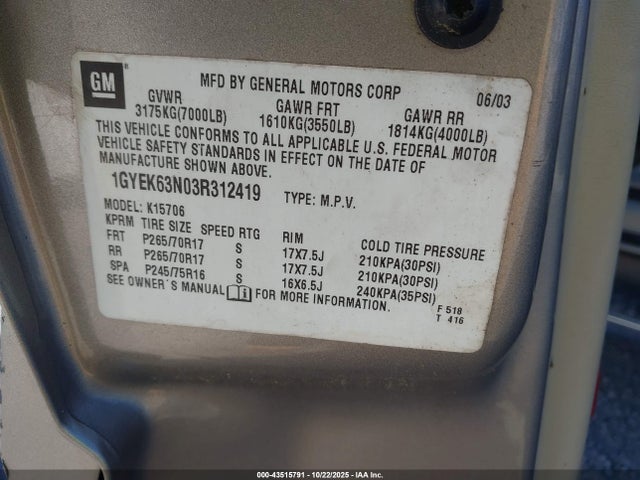 GM
MFD BY GENERAL MOTORS CORP 06/03
GVWR GAWR FRT GAWR RR
3175KG(7000LB) 1610KG(3550LB) 1814KG(4000LB)
THIS VEHICLE CONFORMS TO ALL APPLICABLE U.S. FEDERAL MOTOR
VEHICLE SAFETY STANDARDS IN EFFECT ON THE DATE OF
MANUFACTURE SHOWN ABOVE.
1GYEK63N03R312419 TYPE: M.P.V.
MODEL: K15706
KPRM TIRE SIZE SPEED RTG RIM COLD TIRE PRESSURE
FRT P265/70R17 S 17X7.5J 210KPA(30PSI)
RR P265/70R17 S 17X7.5J 210KPA(30PSI)
SPA P245/75R16 S 16X6.5J 240KPA(35PSI)
SEE OWNER'S MANUAL FOR MORE INFORMATION.
F 518
T 416
000-43515791 - 10/22/2025 - IAAI.com